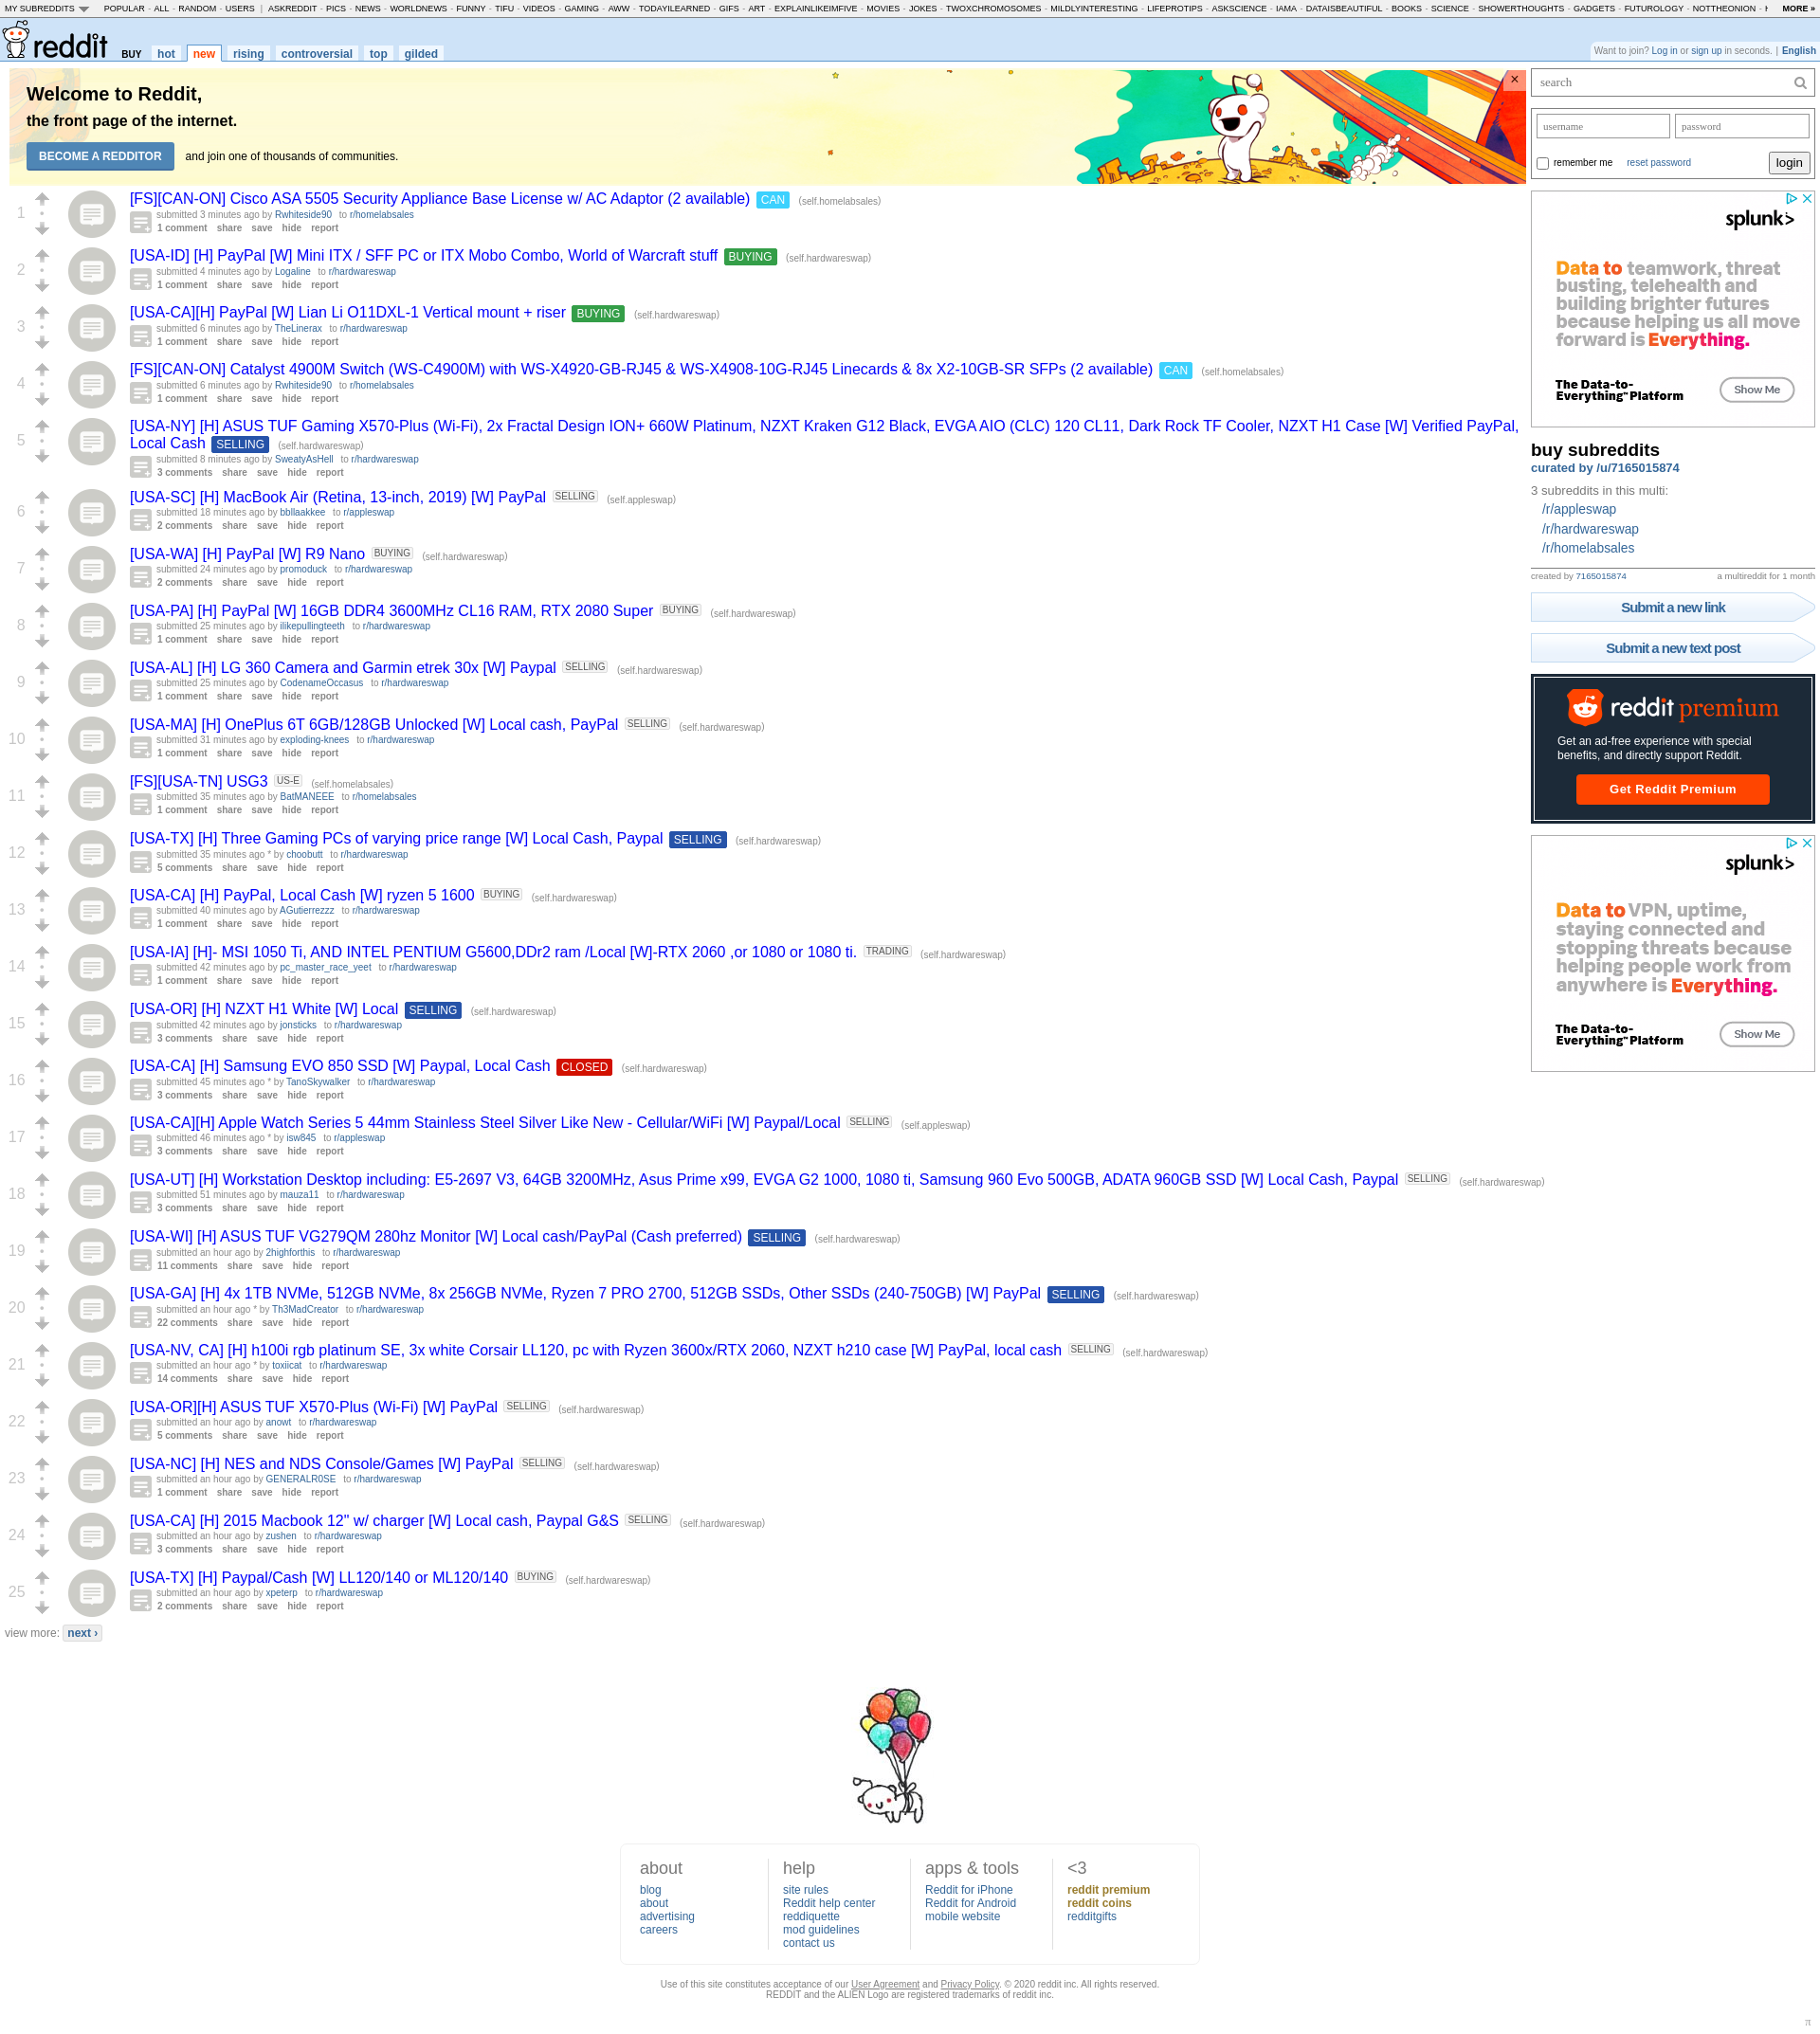 MY SUBREDDITS POPULAR - ALL - RANDOM - USERS | ASKREDDIT - PICS - NEWS - WORLDNEWS - FUNNY - TIFU - VIDEOS - GAMING - AWW - TODAYILEARNED - GIFS - ART - EXPLAINLIKEIMFIVE - MOVIES - JOKES - TWOXCHROMOSOMES - MILDLYINTERESTING - LIFEPROTIPS - ASKSCIENCE - IAMA - DATAISBEAUTIFUL - BOOKS - SCIENCE - SHOWERTHOUGHTS - GADGETS - FUTUROLOGY - NOTTHEONION - MORE »
reddit BUY hot new rising controversial top gilded
Want to join? Log in or sign up in seconds. | English
Welcome to Reddit,
the front page of the internet.
BECOME A REDDITOR and join one of thousands of communities.
×
1
[FS][CAN-ON] Cisco ASA 5505 Security Appliance Base License w/ AC Adaptor (2 available) CAN (self.homelabsales)
submitted 3 minutes ago by Rwhiteside90 to r/homelabsales
1 comment share save hide report
2
[USA-ID] [H] PayPal [W] Mini ITX / SFF PC or ITX Mobo Combo, World of Warcraft stuff BUYING (self.hardwareswap)
submitted 4 minutes ago by Logaline to r/hardwareswap
1 comment share save hide report
3
[USA-CA][H] PayPal [W] Lian Li O11DXL-1 Vertical mount + riser BUYING (self.hardwareswap)
submitted 6 minutes ago by TheLinerax to r/hardwareswap
1 comment share save hide report
4
[FS][CAN-ON] Catalyst 4900M Switch (WS-C4900M) with WS-X4920-GB-RJ45 & WS-X4908-10G-RJ45 Linecards & 8x X2-10GB-SR SFPs (2 available) CAN (self.homelabsales)
submitted 6 minutes ago by Rwhiteside90 to r/homelabsales
1 comment share save hide report
5
[USA-NY] [H] ASUS TUF Gaming X570-Plus (Wi-Fi), 2x Fractal Design ION+ 660W Platinum, NZXT Kraken G12 Black, EVGA AIO (CLC) 120 CL11, Dark Rock TF Cooler, NZXT H1 Case [W] Verified PayPal,
Local Cash SELLING (self.hardwareswap)
submitted 8 minutes ago by SweatyAsHell to r/hardwareswap
3 comments share save hide report
6
[USA-SC] [H] MacBook Air (Retina, 13-inch, 2019) [W] PayPal SELLING (self.appleswap)
submitted 18 minutes ago by bbllaakkee to r/appleswap
2 comments share save hide report
7
[USA-WA] [H] PayPal [W] R9 Nano BUYING (self.hardwareswap)
submitted 24 minutes ago by promoduck to r/hardwareswap
2 comments share save hide report
8
[USA-PA] [H] PayPal [W] 16GB DDR4 3600MHz CL16 RAM, RTX 2080 Super BUYING (self.hardwareswap)
submitted 25 minutes ago by ilikepullingteeth to r/hardwareswap
1 comment share save hide report
9
[USA-AL] [H] LG 360 Camera and Garmin etrek 30x [W] Paypal SELLING (self.hardwareswap)
submitted 25 minutes ago by CodenameOccasus to r/hardwareswap
1 comment share save hide report
10
[USA-MA] [H] OnePlus 6T 6GB/128GB Unlocked [W] Local cash, PayPal SELLING (self.hardwareswap)
submitted 31 minutes ago by exploding-knees to r/hardwareswap
1 comment share save hide report
11
[FS][USA-TN] USG3 US-E (self.homelabsales)
submitted 35 minutes ago by BatMANEEE to r/homelabsales
1 comment share save hide report
12
[USA-TX] [H] Three Gaming PCs of varying price range [W] Local Cash, Paypal SELLING (self.hardwareswap)
submitted 35 minutes ago * by choobutt to r/hardwareswap
5 comments share save hide report
13
[USA-CA] [H] PayPal, Local Cash [W] ryzen 5 1600 BUYING (self.hardwareswap)
submitted 40 minutes ago by AGutierrezzz to r/hardwareswap
1 comment share save hide report
14
[USA-IA] [H]- MSI 1050 Ti, AND INTEL PENTIUM G5600,DDr2 ram /Local [W]-RTX 2060 ,or 1080 or 1080 ti. TRADING (self.hardwareswap)
submitted 42 minutes ago by pc_master_race_yeet to r/hardwareswap
1 comment share save hide report
15
[USA-OR] [H] NZXT H1 White [W] Local SELLING (self.hardwareswap)
submitted 42 minutes ago by jonsticks to r/hardwareswap
3 comments share save hide report
16
[USA-CA] [H] Samsung EVO 850 SSD [W] Paypal, Local Cash CLOSED (self.hardwareswap)
submitted 45 minutes ago * by TanoSkywalker to r/hardwareswap
3 comments share save hide report
17
[USA-CA][H] Apple Watch Series 5 44mm Stainless Steel Silver Like New - Cellular/WiFi [W] Paypal/Local SELLING (self.appleswap)
submitted 46 minutes ago * by isw845 to r/appleswap
3 comments share save hide report
18
[USA-UT] [H] Workstation Desktop including: E5-2697 V3, 64GB 3200MHz, Asus Prime x99, EVGA G2 1000, 1080 ti, Samsung 960 Evo 500GB, ADATA 960GB SSD [W] Local Cash, Paypal SELLING (self.hardwareswap)
submitted 51 minutes ago by mauza11 to r/hardwareswap
3 comments share save hide report
19
[USA-WI] [H] ASUS TUF VG279QM 280hz Monitor [W] Local cash/PayPal (Cash preferred) SELLING (self.hardwareswap)
submitted an hour ago by 2highforthis to r/hardwareswap
11 comments share save hide report
20
[USA-GA] [H] 4x 1TB NVMe, 512GB NVMe, 8x 256GB NVMe, Ryzen 7 PRO 2700, 512GB SSDs, Other SSDs (240-750GB) [W] PayPal SELLING (self.hardwareswap)
submitted an hour ago * by Th3MadCreator to r/hardwareswap
22 comments share save hide report
21
[USA-NV, CA] [H] h100i rgb platinum SE, 3x white Corsair LL120, pc with Ryzen 3600x/RTX 2060, NZXT h210 case [W] PayPal, local cash SELLING (self.hardwareswap)
submitted an hour ago * by toxiicat to r/hardwareswap
14 comments share save hide report
22
[USA-OR][H] ASUS TUF X570-Plus (Wi-Fi) [W] PayPal SELLING (self.hardwareswap)
submitted an hour ago by anowt to r/hardwareswap
5 comments share save hide report
23
[USA-NC] [H] NES and NDS Console/Games [W] PayPal SELLING (self.hardwareswap)
submitted an hour ago by GENERALR0SE to r/hardwareswap
1 comment share save hide report
24
[USA-CA] [H] 2015 Macbook 12" w/ charger [W] Local cash, Paypal G&S SELLING (self.hardwareswap)
submitted an hour ago by zushen to r/hardwareswap
3 comments share save hide report
25
[USA-TX] [H] Paypal/Cash [W] LL120/140 or ML120/140 BUYING (self.hardwareswap)
submitted an hour ago by xpeterp to r/hardwareswap
2 comments share save hide report
view more: next ›
search
username password
remember me reset password login
splunk>
Data to teamwork, threat
busting, telehealth and
building brighter futures
because helping us all move
forward is Everything.
The Data-to-
Everything™ Platform
Show Me
buy subreddits
curated by /u/7165015874
3 subreddits in this multi:
/r/appleswap
/r/hardwareswap
/r/homelabsales
created by 7165015874 a multireddit for 1 month
Submit a new link
Submit a new text post
reddit premium
Get an ad-free experience with special
benefits, and directly support Reddit.
Get Reddit Premium
splunk>
Data to VPN, uptime,
staying connected and
stopping threats because
helping people work from
anywhere is Everything.
The Data-to-
Everything™ Platform
Show Me
about
blog
about
advertising
careers
help
site rules
Reddit help center
reddiquette
mod guidelines
contact us
apps & tools
Reddit for iPhone
Reddit for Android
mobile website
<3
reddit premium
reddit coins
redditgifts
Use of this site constitutes acceptance of our User Agreement and Privacy Policy. © 2020 reddit inc. All rights reserved.
REDDIT and the ALIEN Logo are registered trademarks of reddit inc.
π